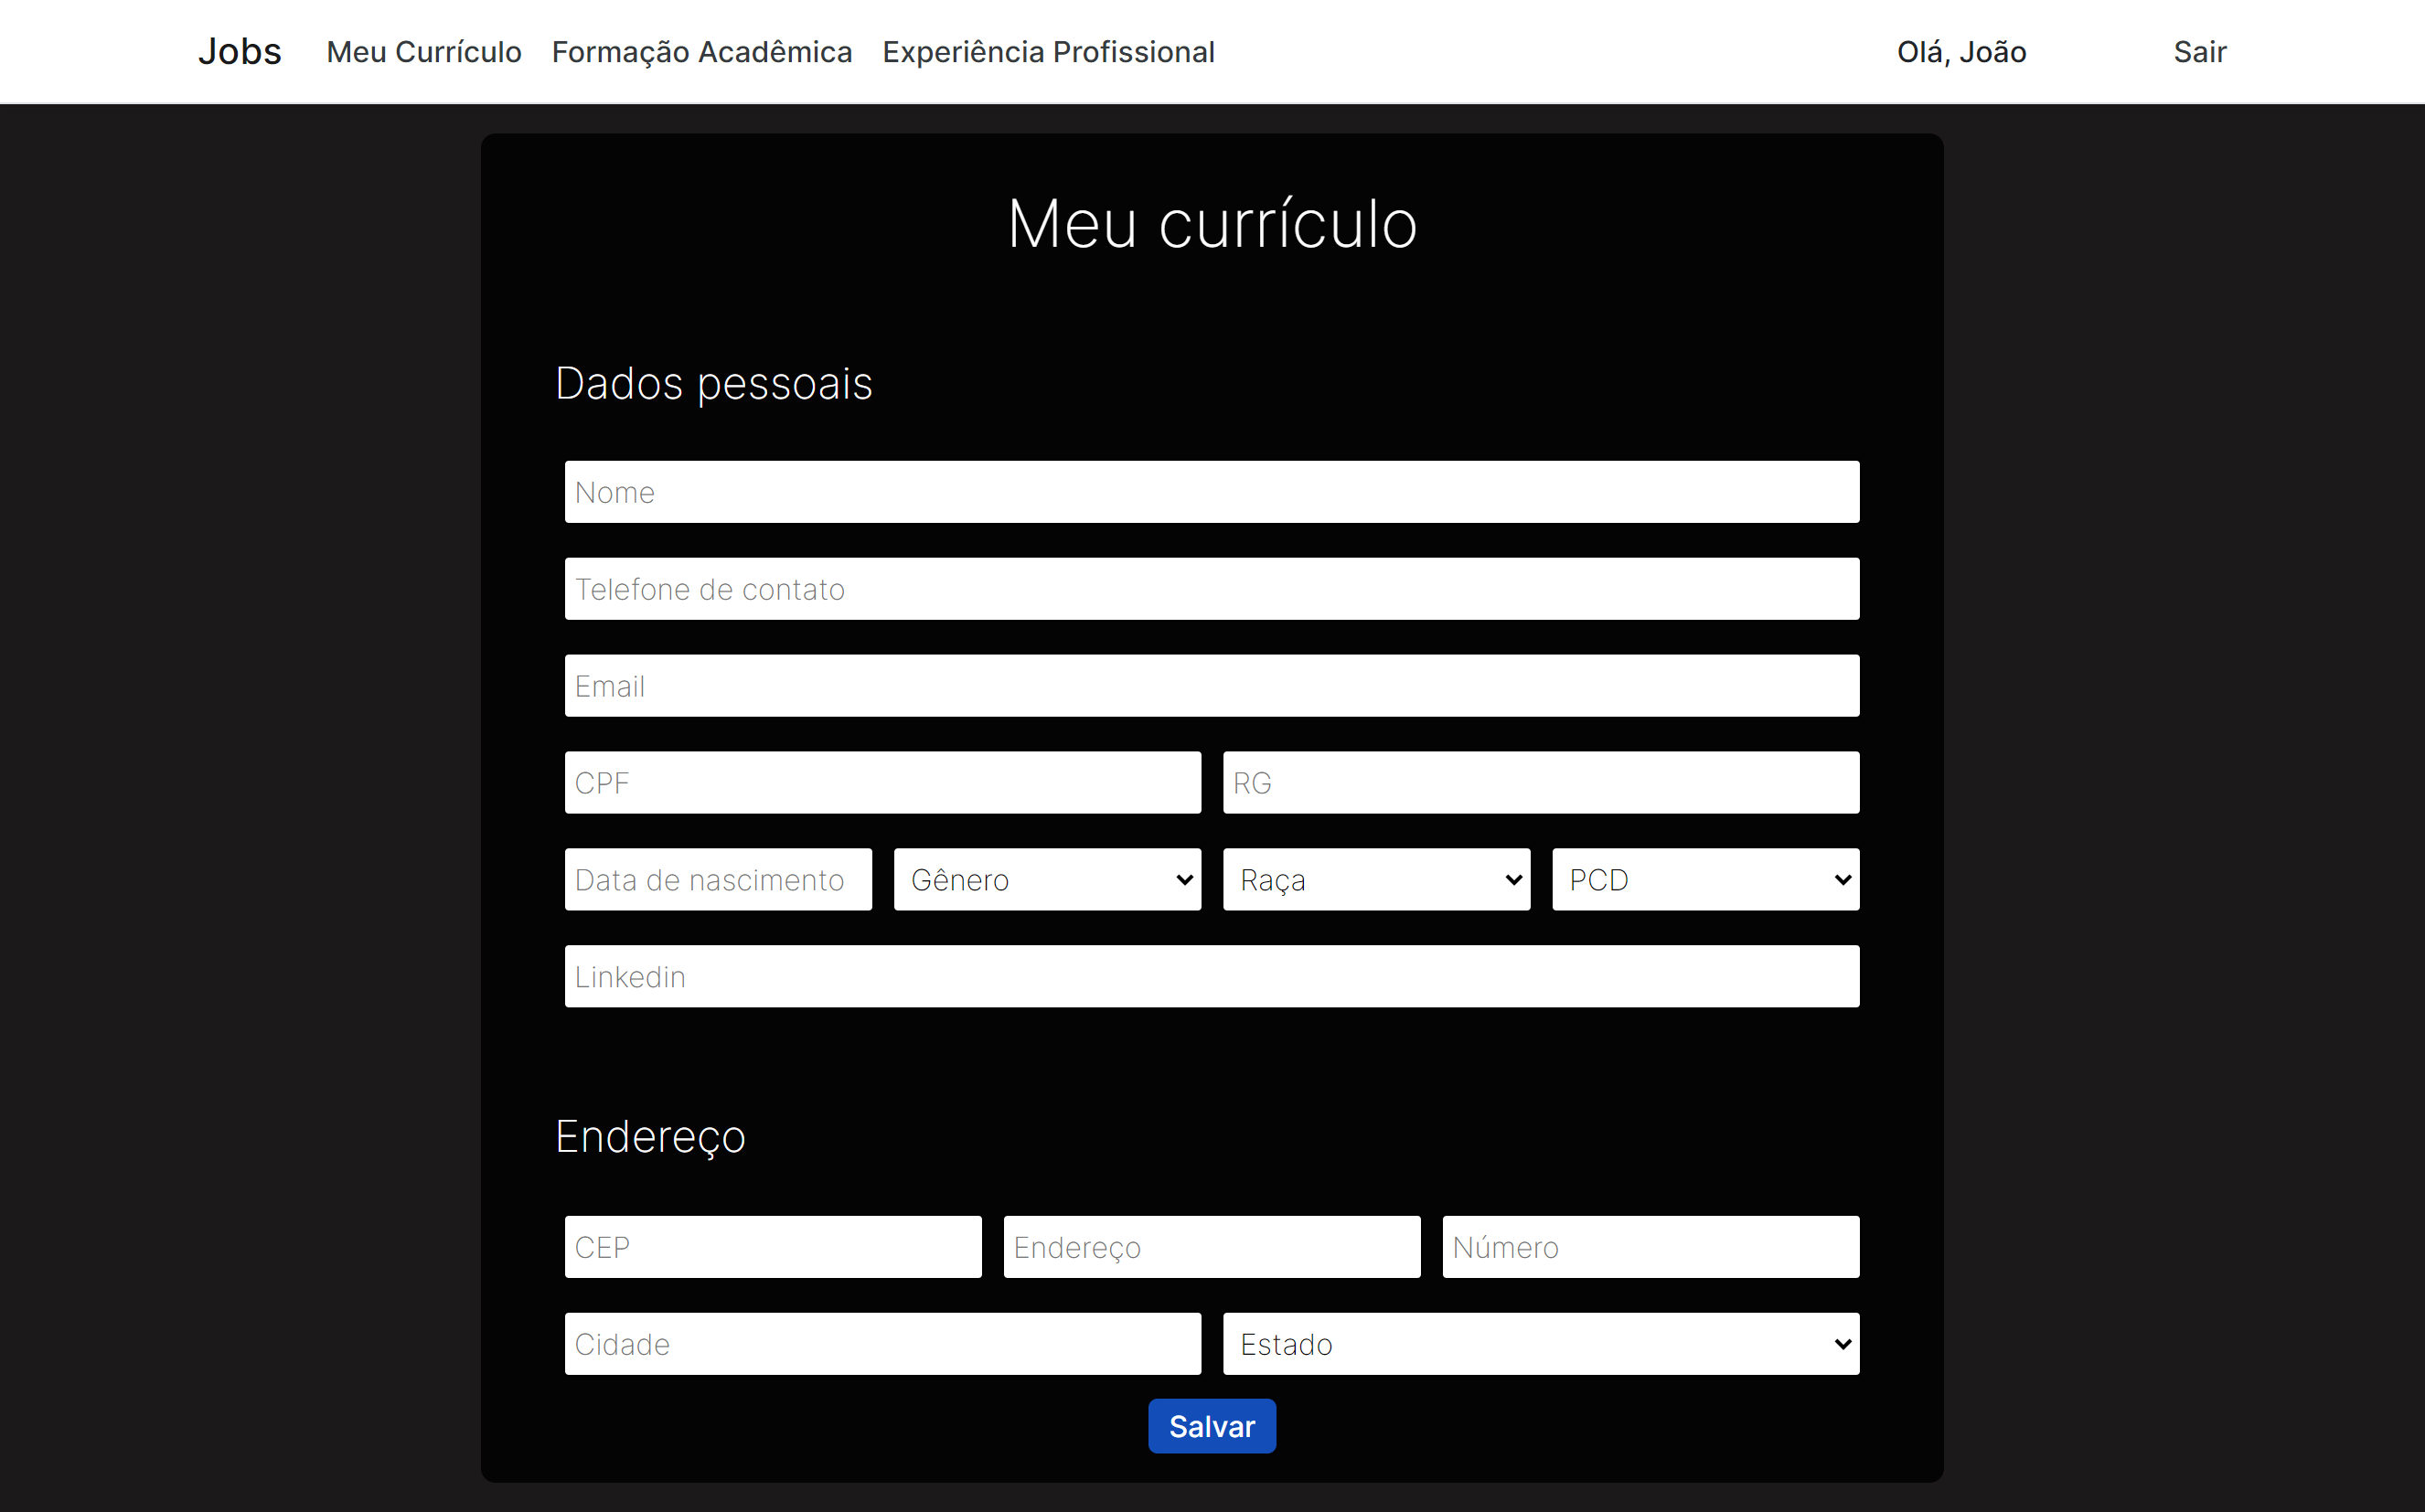 Jobs Meu Currículo Formação Acadêmica Experiência Profissional Olá, João Sair
Meu currículo
Dados pessoais
Nome
Telefone de contato
Email
CPF RG
Data de nascimento Gênero Raça PCD
Linkedin
Endereço
CEP Endereço Número
Cidade Estado
Salvar